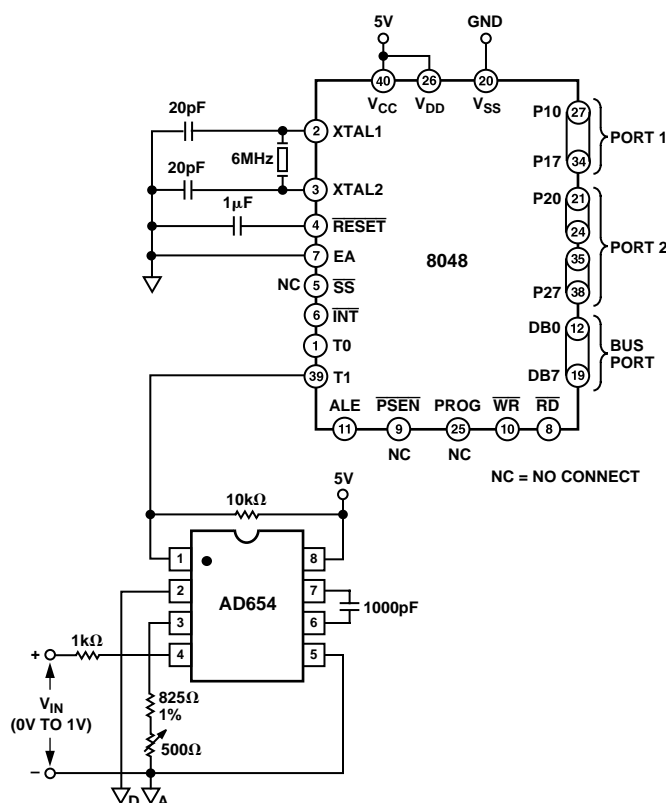 5V
GND
40
26
20
VCC
VDD
VSS
20pF
2
XTAL1
6MHz
20pF
3
XTAL2
1μF
4
RESET
7
EA
NC
5
SS
6
INT
1
T0
39
T1
8048
P10
27
P17
34
PORT 1
P20
21
24
35
P27
38
PORT 2
DB0
12
DB7
19
BUS
PORT
ALE
PSEN
PROG
WR
RD
11
9
25
10
8
NC
NC
NC = NO CONNECT
5V
10kΩ
1
8
2
7
AD654
1000pF
3
6
1kΩ
4
5
+
VIN
(0V TO 1V)
–
825Ω
1%
500Ω
D
A